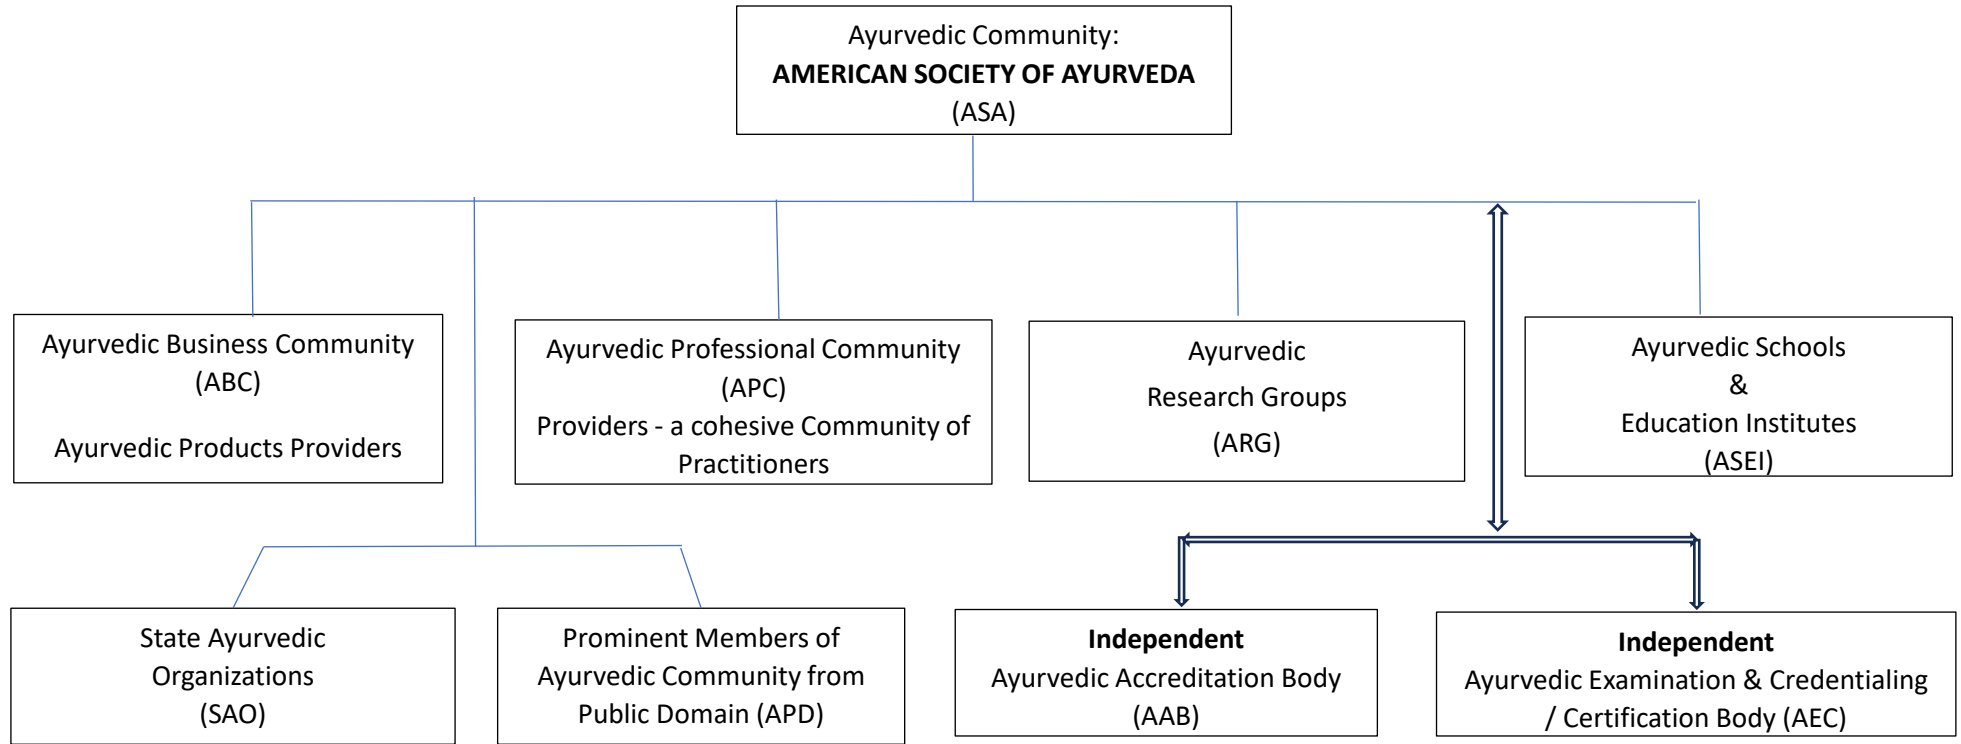 Ayurvedic Community:
AMERICAN SOCIETY OF AYURVEDA
(ASA)
Ayurvedic Business Community
(ABC)
Ayurvedic Products Providers
Ayurvedic Professional Community
(APC)
Providers - a cohesive Community of
Practitioners
Ayurvedic
Research Groups
(ARG)
Ayurvedic Schools
&
Education Institutes
(ASEI)
State Ayurvedic
Organizations
(SAO)
Prominent Members of
Ayurvedic Community from
Public Domain (APD)
Independent
Ayurvedic Accreditation Body
(AAB)
Independent
Ayurvedic Examination & Credentialing
/ Certification Body (AEC)